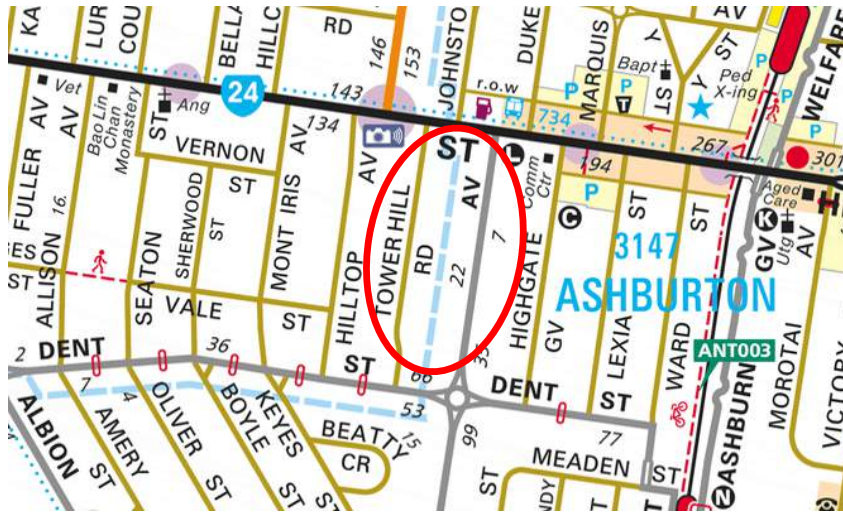 KA
LUR
COU
BELLA
HILLC
RD
146
153
JOHNSTO
DUKE
MARQUIS
AV
Y
ST
Y ST
Bapt
Ped
X-ing
P
P
P
P
P
WELFARE
r.o.w
T
Vet
Bao Lin
Chan
Monastery
ST
Ang
24
143
134
734
267
301
194
FULLER
AV
AV
VERNON
ST
AV
AV
ST
AV
L
Comm
Ctr
P
C
ST
ST
Aged
Care
H
K
Utg
GV
AV
16.
ALLISON
SEATON
SHERWOOD
ST
MONT IRIS
HILLTOP
TOWER HILL
RD
22
7
HIGHGATE
GV
3147
ASHBURTON
LEXIA
WARD
ANT003
MOROTAI
VICTORY
ES
ST
VALE
ST
2
DENT
36
ST
66
35
DENT
ST
53
75
99
77
ALBION
7
AMERY
ST
4
OLIVER
ST
BOYLE
ST
KEYES
ST
BEATTY
CR
MEADEN
ST
ST
NDY
T
ST
N
ASHBURN